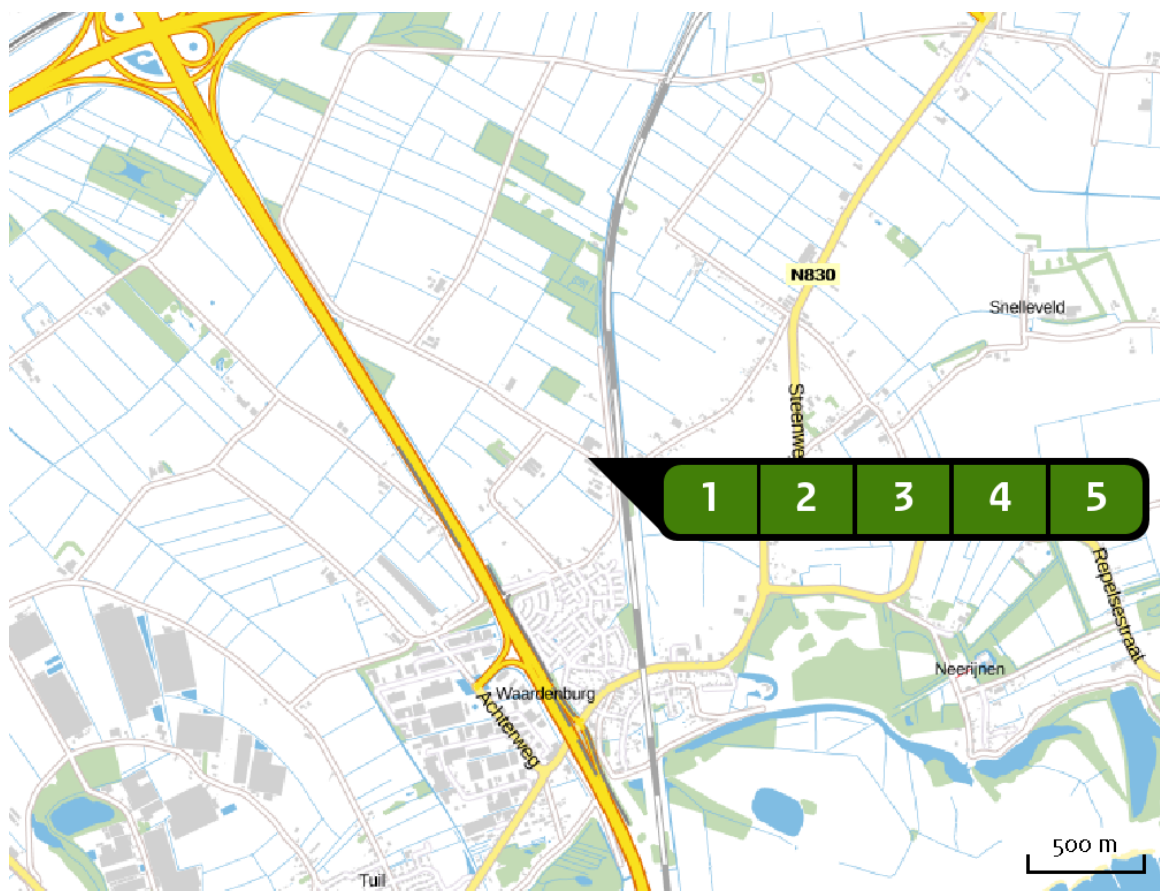 N830
Snelleveld
Steenwe
1 2 3 4 5
Repelsestraat
Neerijnen
Waardenburg
Achterweg
500 m
Tuil